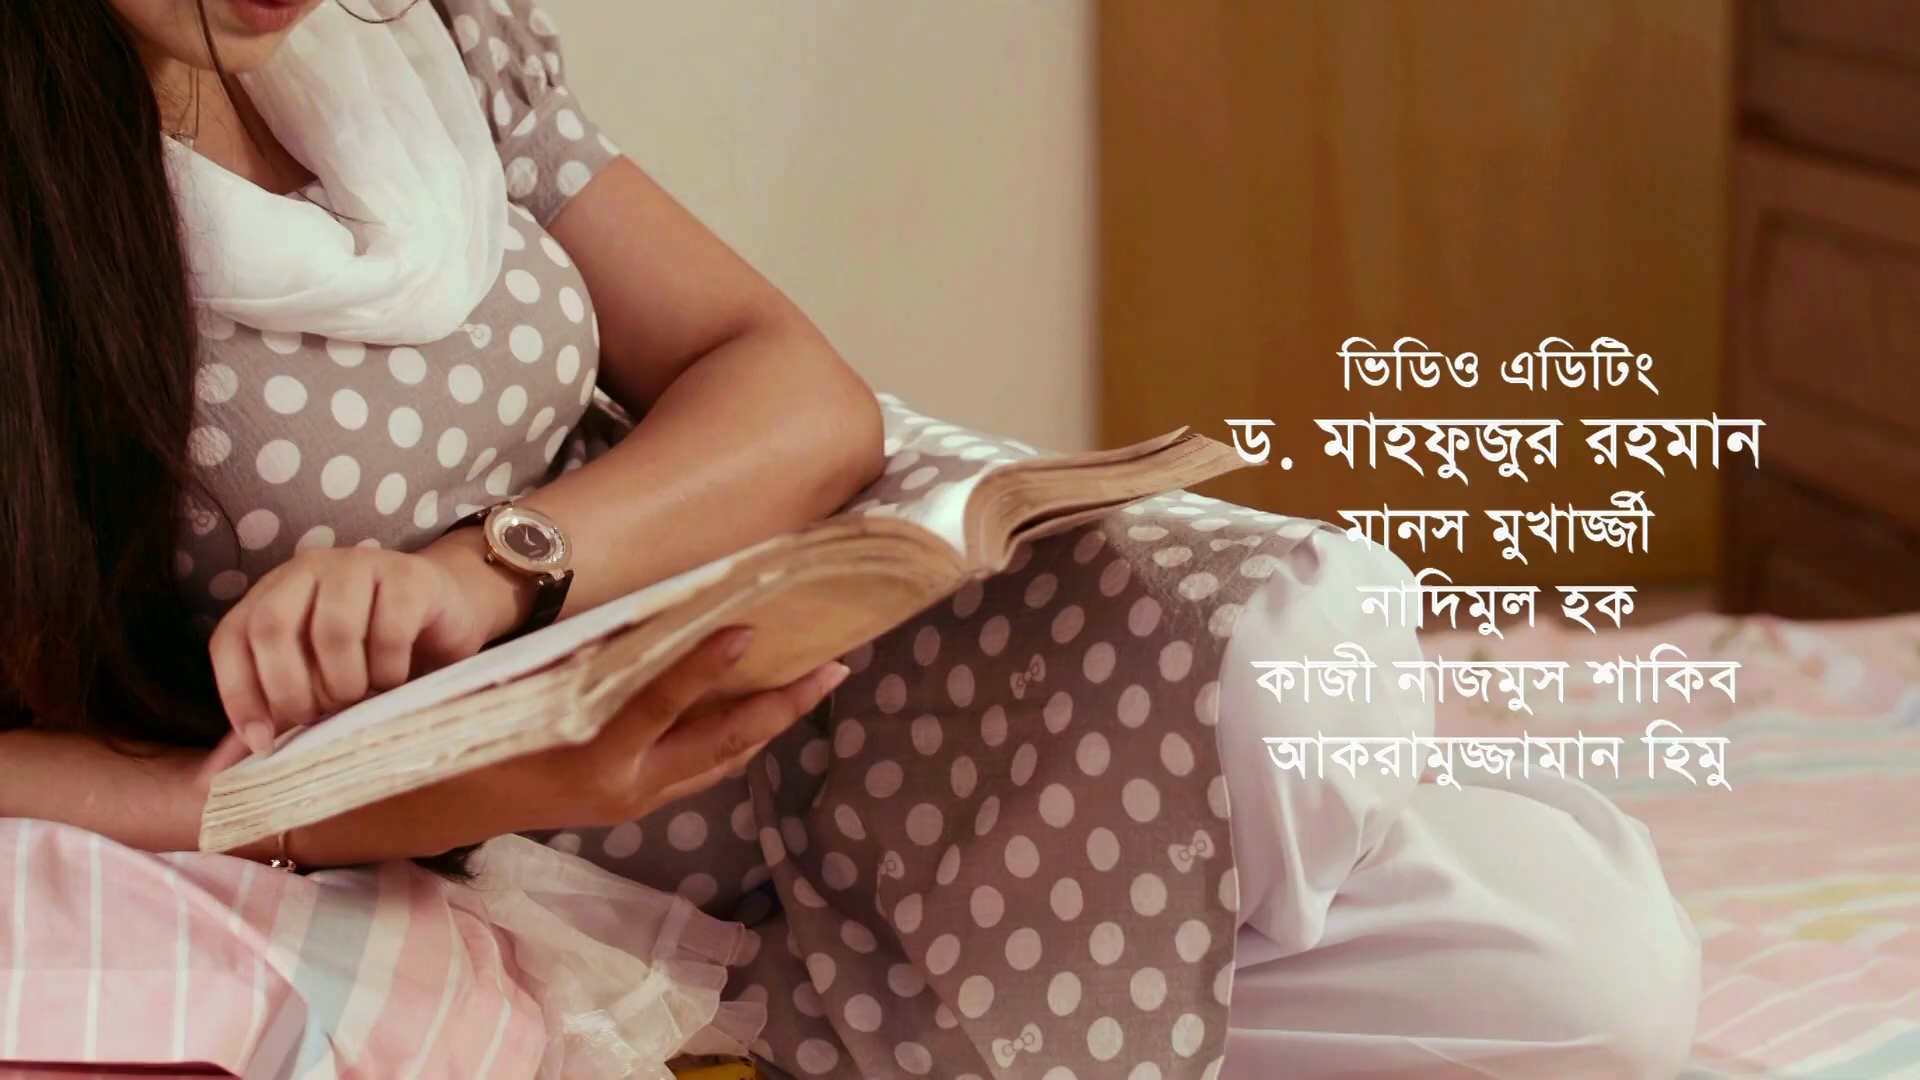 ভিডিও এডিটিং
ড. মাহফুজুর রহমান
মানস মুখার্জ্জী
নাদিমুল হক
কাজী নাজমুস শাকিব
আকরামুজ্জামান হিমু